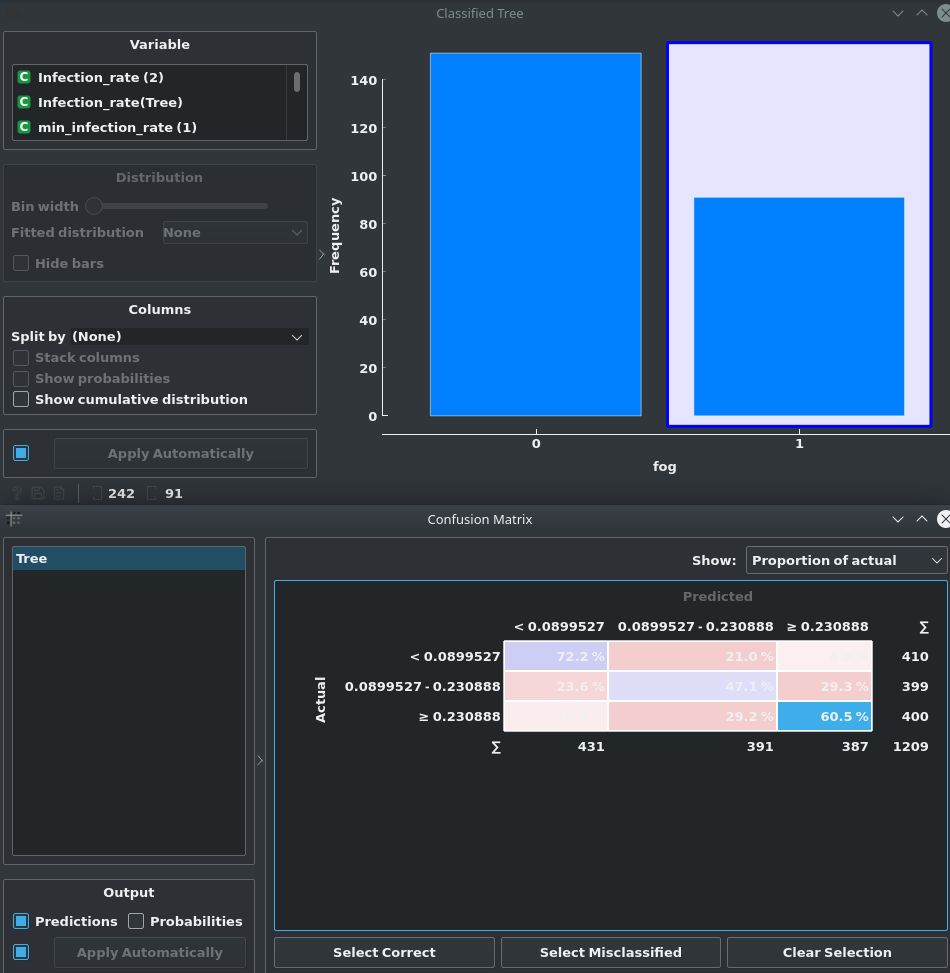 Classified Tree
Variable
C Infection_rate (2)
C Infection_rate(Tree)
C min_infection_rate (1)
Distribution
Bin width
Fitted distribution None
Hide bars
Columns
Split by (None)
Stack columns
Show probabilities
Show cumulative distribution
Apply Automatically
242 91
Frequency
140
120
100
80
60
40
20
0
0 1
fog
Confusion Matrix
Tree
Output
Predictions Probabilities
Apply Automatically
Show: Proportion of actual
Predicted
< 0.0899527 0.0899527 - 0.230888 ≥ 0.230888 ∑
Actual
< 0.0899527 72.2 % 21.0 % 410
0.0899527 - 0.230888 23.6 % 47.1 % 29.3 % 399
≥ 0.230888 29.2 % 60.5 % 400
∑ 431 391 387 1209
Select Correct Select Misclassified Clear Selection